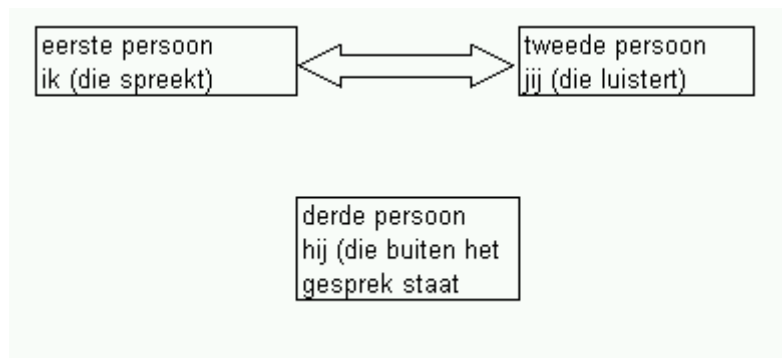 eerste persoon
ik (die spreekt)
tweede persoon
jij (die luistert)
derde persoon
hij (die buiten het
gesprek staat